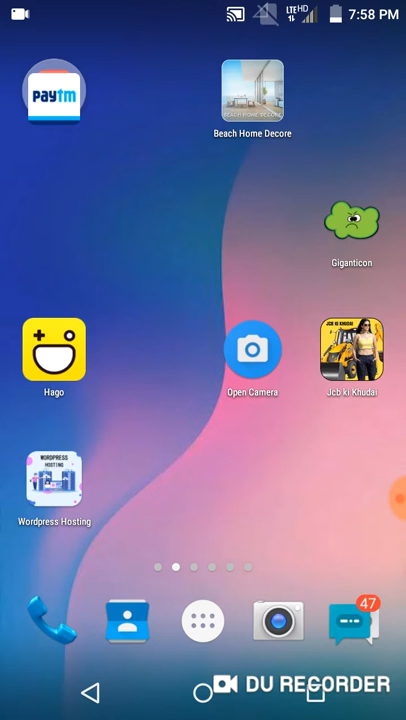 LTE HD 7:58 PM
paytm
BEACH HOME DECORE
Beach Home Decore
Giganticon
Hago
Open Camera
JCB KI KHUDAI
Jcb ki Khudai
WORDPRESS
HOSTING
Wordpress Hosting
47
DU RECORDER